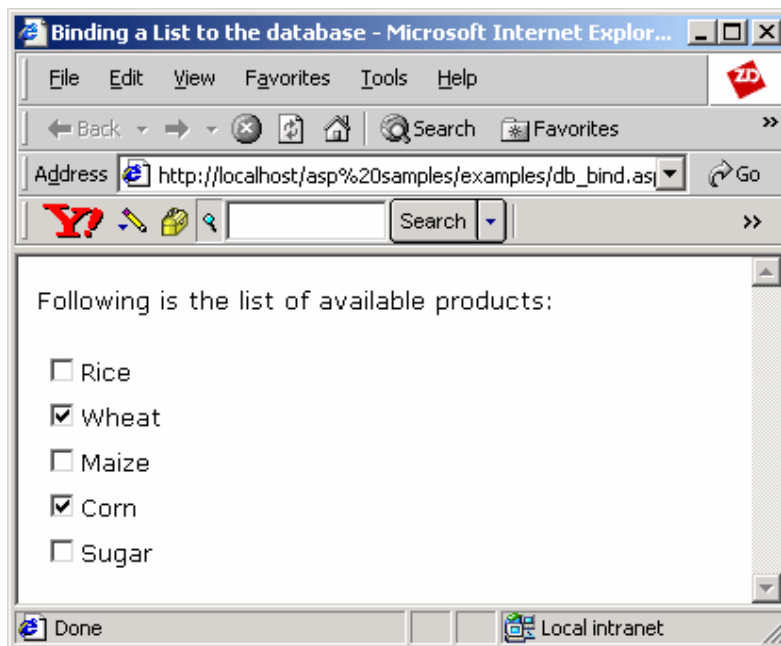 Binding a List to the database - Microsoft Internet Explor...
File Edit View Favorites Tools Help
ZD
Back Search Favorites »
Address http://localhost/asp%20samples/examples/db_bind.asp Go
Y! Search »
Following is the list of available products:
Rice
Wheat
Maize
Corn
Sugar
Done Local intranet